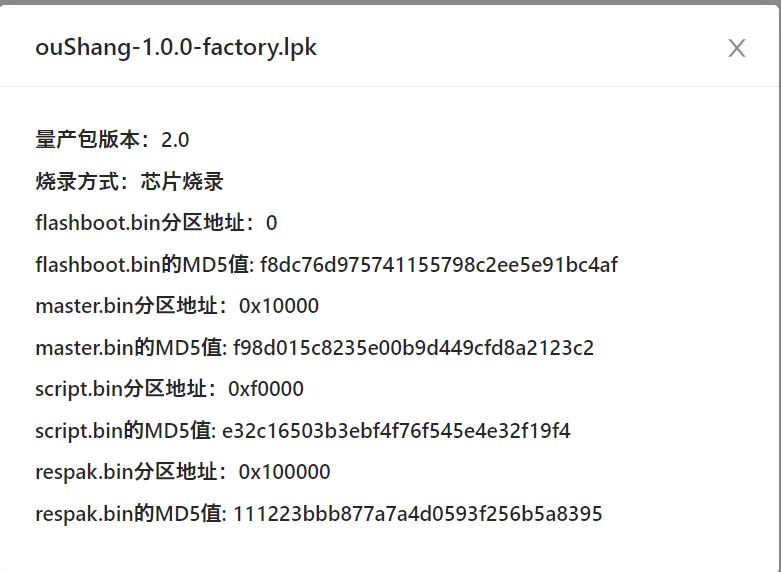 ouShang-1.0.0-factory.lpk
量产包版本：2.0
烧录方式：芯片烧录
flashboot.bin分区地址：0
flashboot.bin的MD5值: f8dc76d975741155798c2ee5e91bc4af
master.bin分区地址：0x10000
master.bin的MD5值: f98d015c8235e00b9d449cfd8a2123c2
script.bin分区地址：0xf0000
script.bin的MD5值: e32c16503b3ebf4f76f545e4e32f19f4
respak.bin分区地址：0x100000
respak.bin的MD5值: 111223bbb877a7a4d0593f256b5a8395